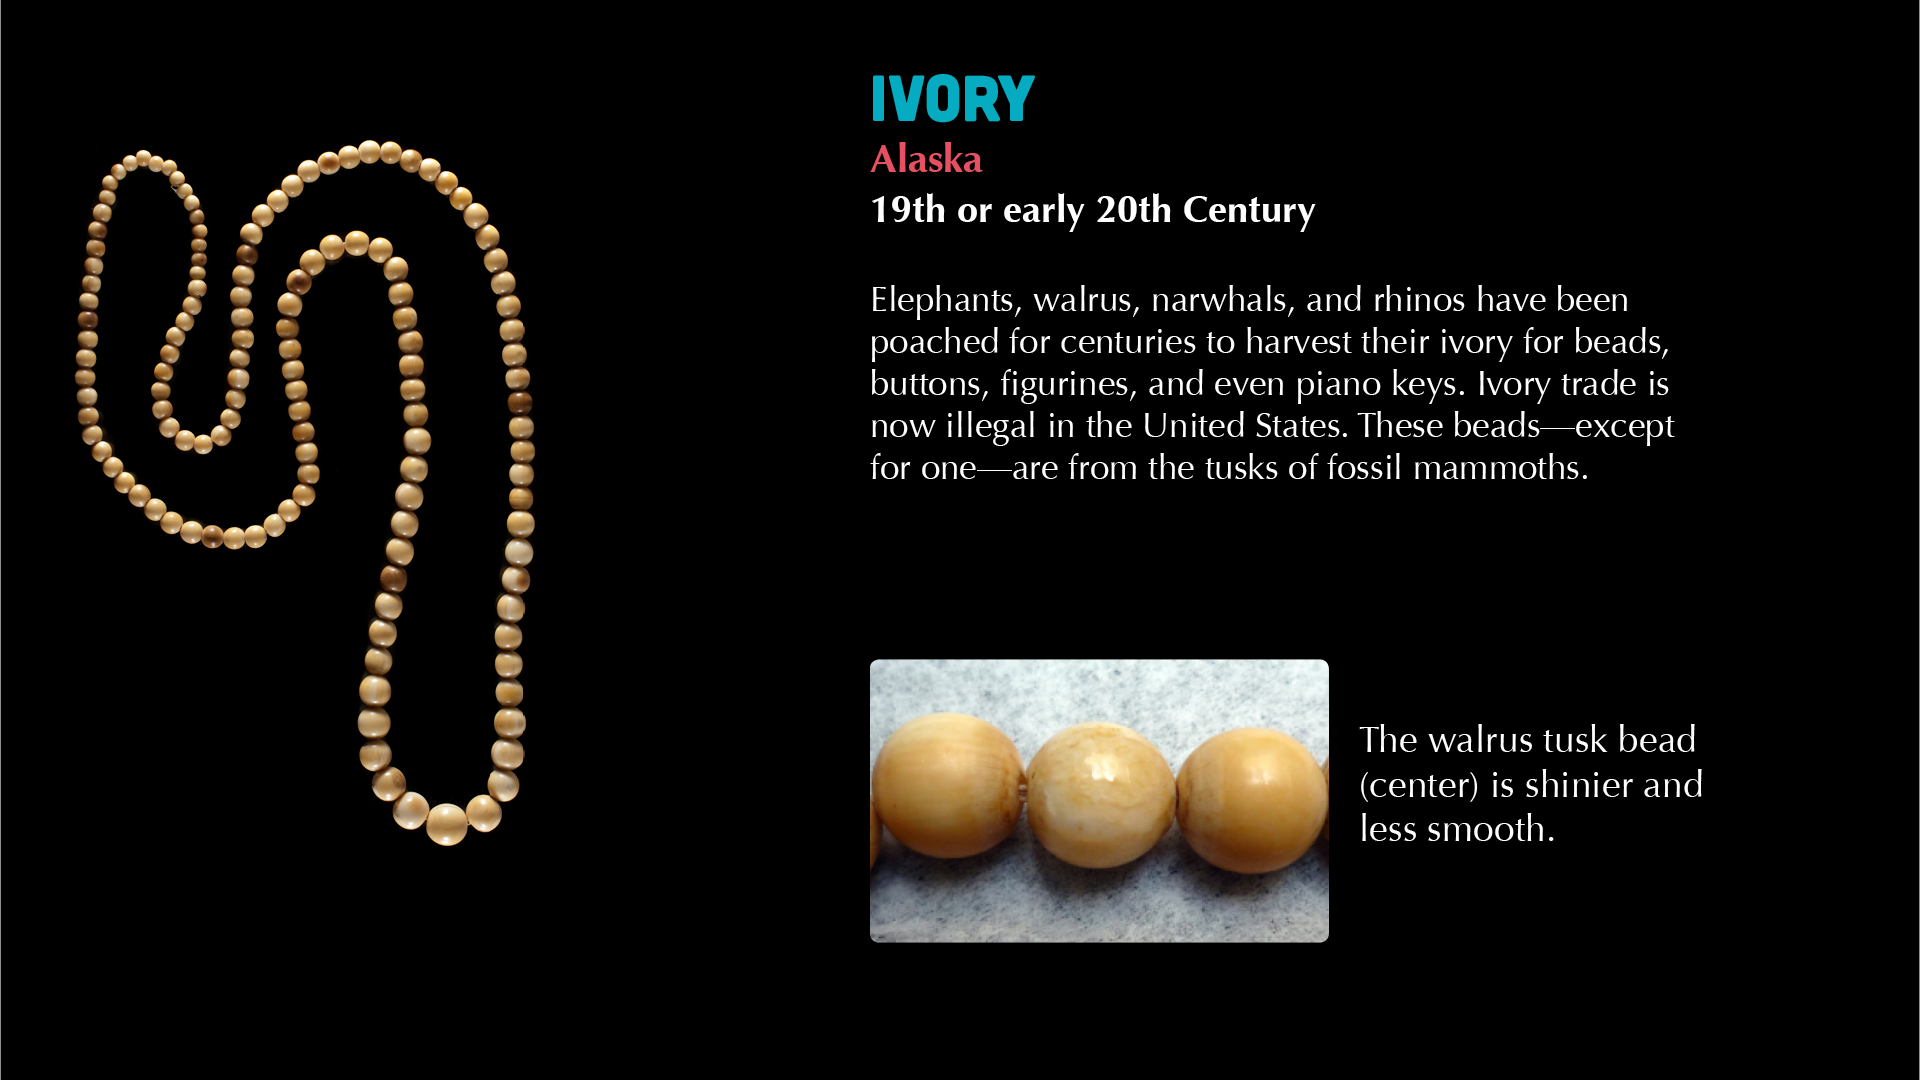 IVORY
Alaska
19th or early 20th Century
Elephants, walrus, narwhals, and rhinos have been
poached for centuries to harvest their ivory for beads,
buttons, figurines, and even piano keys. Ivory trade is
now illegal in the United States. These beads—except
for one—are from the tusks of fossil mammoths.
The walrus tusk bead
(center) is shinier and
less smooth.